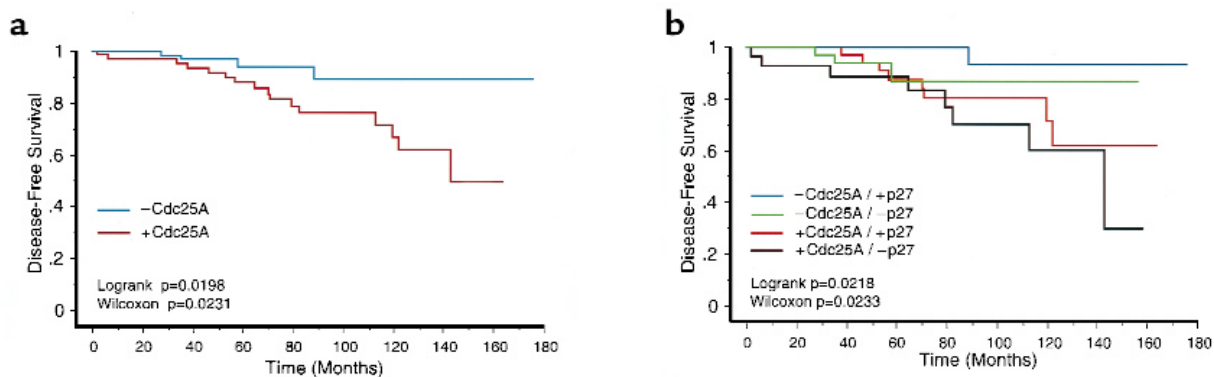 a
1
.8
.6
.4
.2
0
Disease-Free Survival
−Cdc25A
+Cdc25A
Logrank p=0.0198
Wilcoxon p=0.0231
0 20 40 60 80 100 120 140 160 180
Time (Months)
b
1
.8
.6
.4
.2
0
Disease-Free Survival
−Cdc25A / +p27
−Cdc25A / −p27
+Cdc25A / +p27
+Cdc25A / −p27
Logrank p=0.0218
Wilcoxon p=0.0233
0 20 40 60 80 100 120 140 160 180
Time (Months)